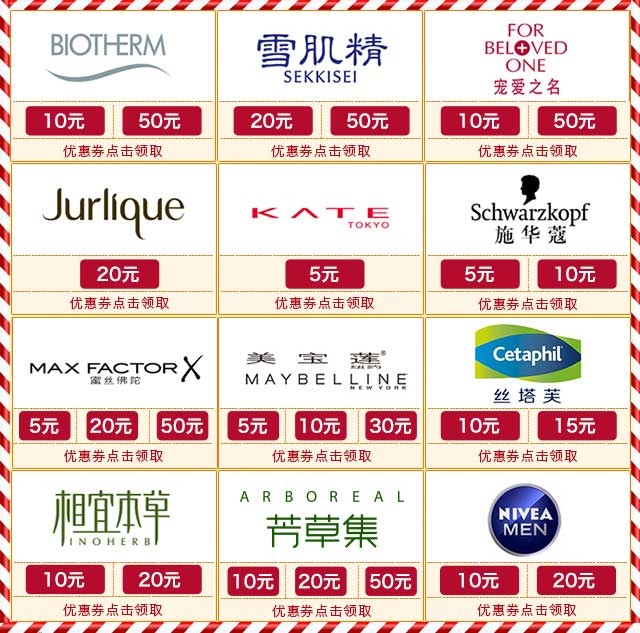 BIOTHERM
10元 50元
优惠券点击领取
雪肌精
SEKKISEI
20元 50元
优惠券点击领取
FOR
BELOVED
ONE
宠爱之名
10元 50元
优惠券点击领取
Jurlique
20元
优惠券点击领取
KATE
TOKYO
5元
优惠券点击领取
Schwarzkopf
施华蔻
5元 10元
优惠券点击领取
MAX FACTOR X
蜜丝佛陀
5元 20元 50元
优惠券点击领取
美宝莲®
纽约
MAYBELLINE
NEW YORK
5元 10元 30元
优惠券点击领取
Cetaphil
丝塔芙
10元 15元
优惠券点击领取
相宜本草
INOHERB
10元 20元
优惠券点击领取
ARBOREAL
芳草集
10元 20元 50元
优惠券点击领取
NIVEA
MEN
10元 20元
优惠券点击领取